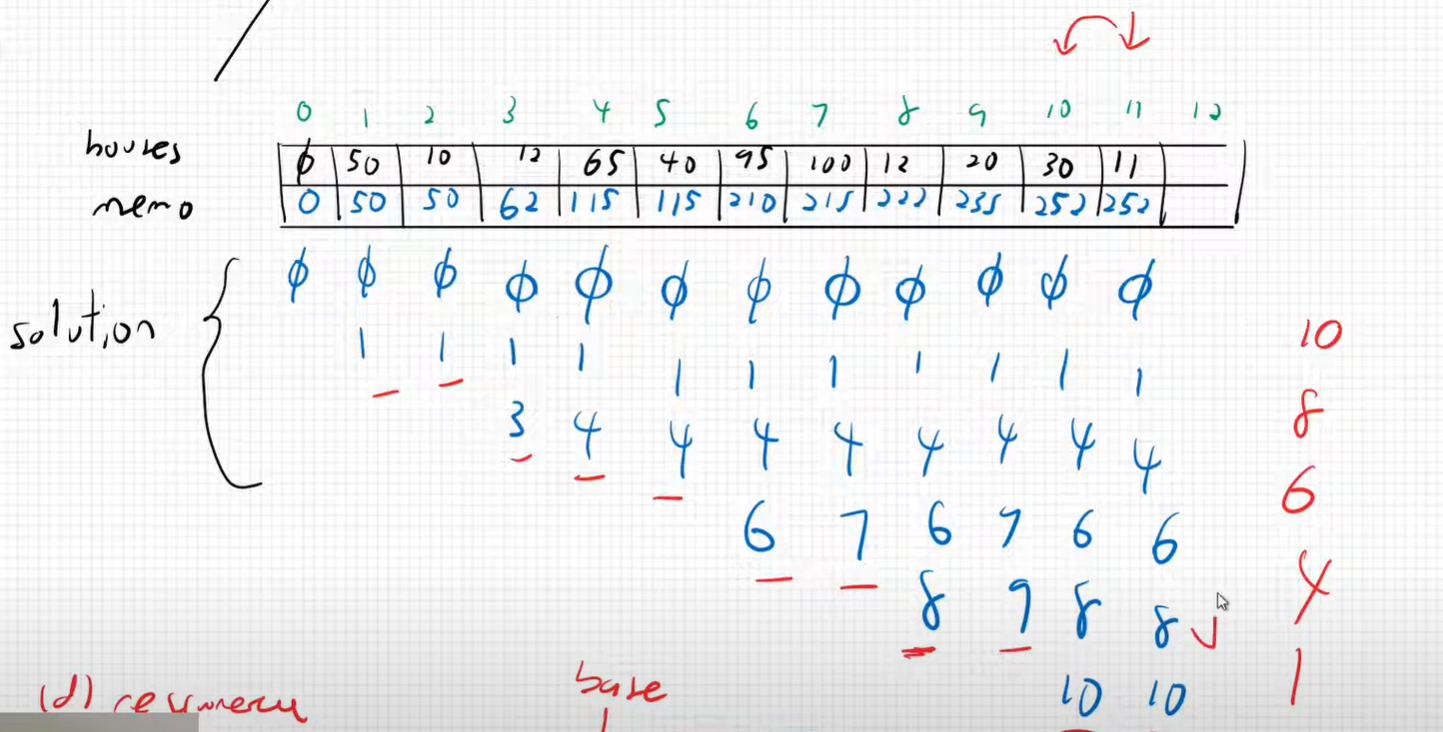 0 1 2 3 4 5 6 7 8 9 10 11 12
houses ϕ 50 10 12 65 40 95 100 12 20 30 11
memo 0 50 50 62 115 115 210 215 222 235 252 252
solution { ϕ ϕ ϕ ϕ ϕ ϕ ϕ ϕ ϕ ϕ ϕ ϕ
1 1 1 1 1 1 1 1 1 1 1 10
3 4 4 4 4 4 4 4 4 8
6 7 6 7 6 6 6
8 9 8 8 4
10 10 1
(d) base